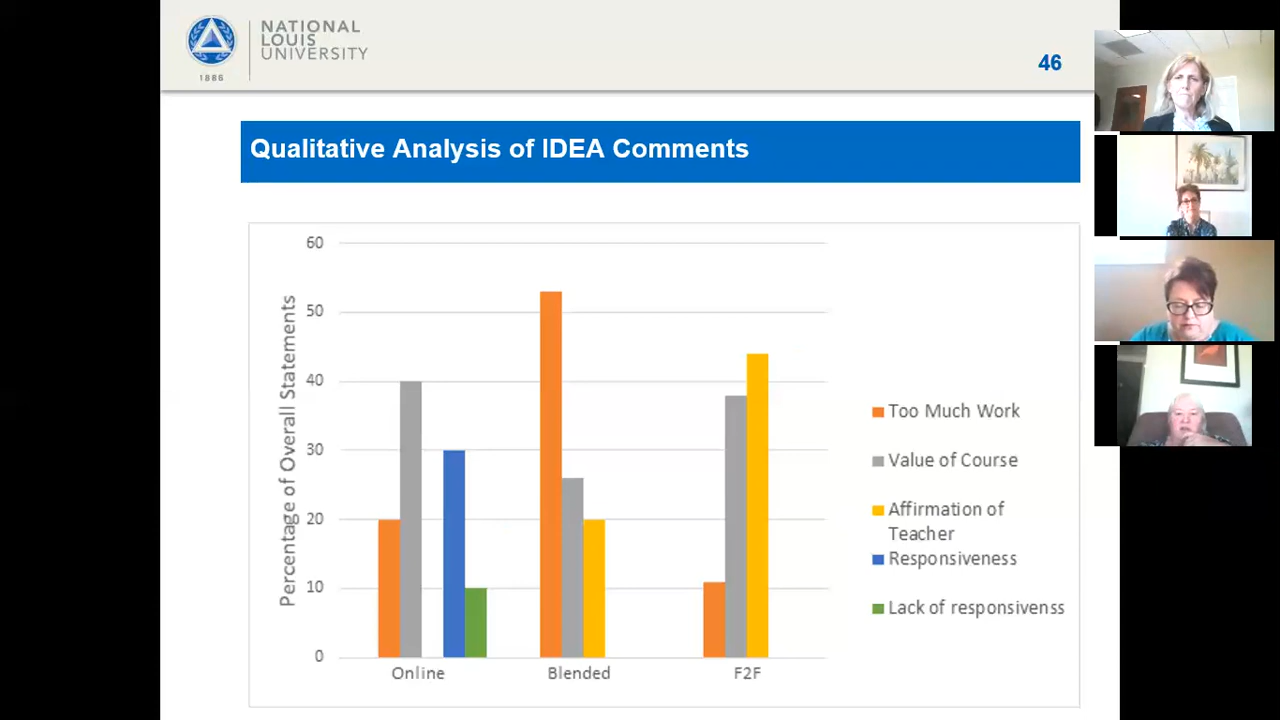 NATIONAL
LOUIS
UNIVERSITY
1886
46
Qualitative Analysis of IDEA Comments
Percentage of Overall Statements
60
50
40
30
20
10
0
Online
Blended
F2F
Too Much Work
Value of Course
Affirmation of
Teacher
Responsiveness
Lack of responsivenss